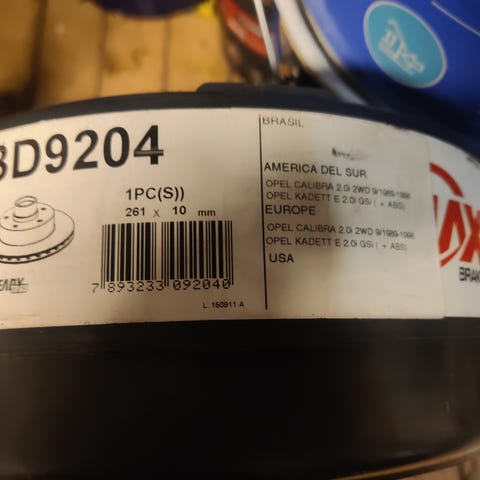 BD9204
1PC(S))
261 x 10 mm
7 893233 092040
L. 160911 A
BRASIL
AMERICA DEL SUR
OPEL CALIBRA 2.0i 2WD 9/1989-1996
OPEL KADETT E 2.0i GSi ( + ABS)
EUROPE
OPEL CALIBRA 2.0i 2WD 9/1989-1996
OPEL KADETT E 2.0i GSi ( + ABS)
USA
AX
BRAK